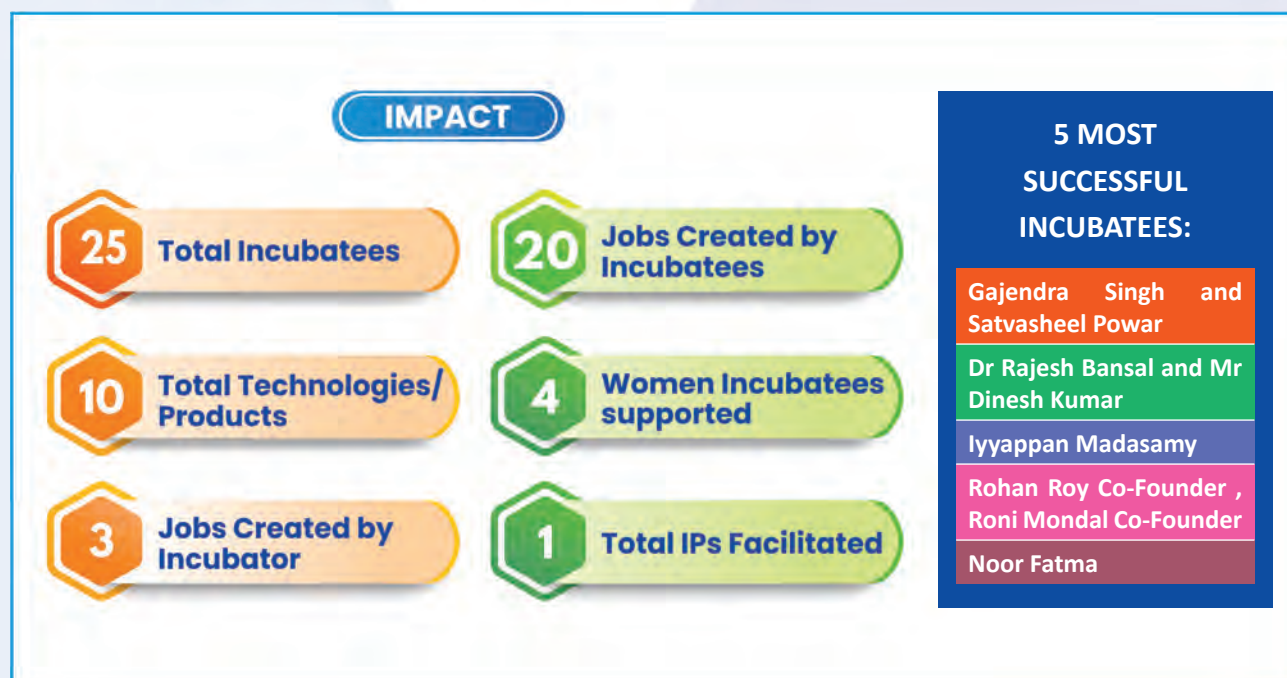 IMPACT
25 Total Incubatees
20 Jobs Created by
Incubatees
10 Total Technologies/
Products
4 Women Incubatees
supported
3 Jobs Created by
Incubator
1 Total IPs Facilitated
5 MOST
SUCCESSFUL
INCUBATEES:
Gajendra Singh and
Satvasheel Powar
Dr Rajesh Bansal and Mr
Dinesh Kumar
Iyyappan Madasamy
Rohan Roy Co-Founder ,
Roni Mondal Co-Founder
Noor Fatma